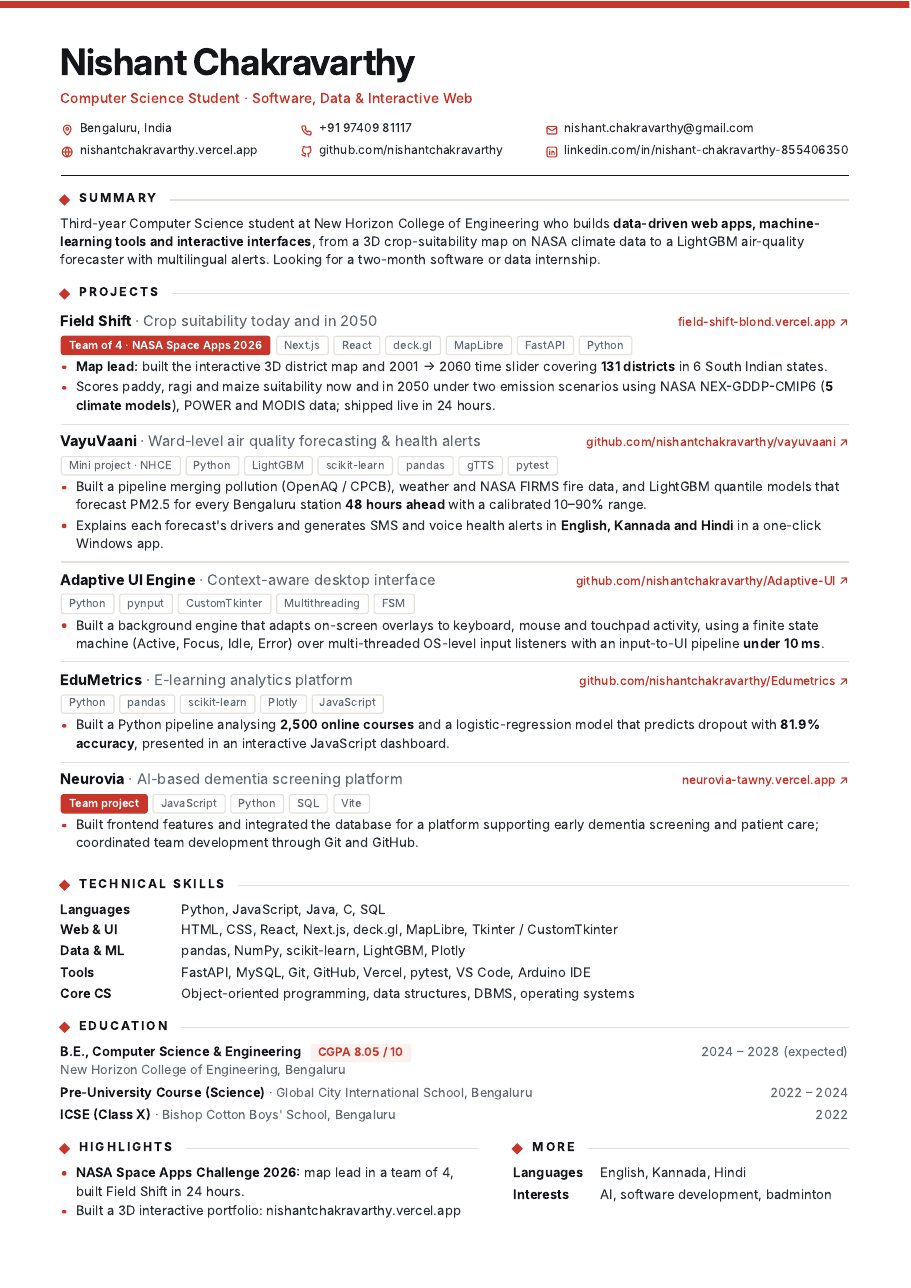 Nishant Chakravarthy
Computer Science Student · Software, Data & Interactive Web
Bengaluru, India
+91 97409 81117
nishant.chakravarthy@gmail.com
nishantchakravarthy.vercel.app
github.com/nishantchakravarthy
linkedin.com/in/nishant-chakravarthy-855406350
SUMMARY
Third-year Computer Science student at New Horizon College of Engineering who builds data-driven web apps, machine-
learning tools and interactive interfaces, from a 3D crop-suitability map on NASA climate data to a LightGBM air-quality
forecaster with multilingual alerts. Looking for a two-month software or data internship.
PROJECTS
Field Shift · Crop suitability today and in 2050 field-shift-blond.vercel.app ↗
Team of 4 · NASA Space Apps 2026 Next.js React deck.gl MapLibre FastAPI Python
Map lead: built the interactive 3D district map and 2001 → 2060 time slider covering 131 districts in 6 South Indian states.
Scores paddy, ragi and maize suitability now and in 2050 under two emission scenarios using NASA NEX-GDDP-CMIP6 (5
climate models), POWER and MODIS data; shipped live in 24 hours.
VayuVaani · Ward-level air quality forecasting & health alerts github.com/nishantchakravarthy/vayuvaani ↗
Mini project · NHCE Python LightGBM scikit-learn pandas gTTS pytest
Built a pipeline merging pollution (OpenAQ / CPCB), weather and NASA FIRMS fire data, and LightGBM quantile models that
forecast PM2.5 for every Bengaluru station 48 hours ahead with a calibrated 10–90% range.
Explains each forecast's drivers and generates SMS and voice health alerts in English, Kannada and Hindi in a one-click
Windows app.
Adaptive UI Engine · Context-aware desktop interface github.com/nishantchakravarthy/Adaptive-UI ↗
Python pynput CustomTkinter Multithreading FSM
Built a background engine that adapts on-screen overlays to keyboard, mouse and touchpad activity, using a finite state
machine (Active, Focus, Idle, Error) over multi-threaded OS-level input listeners with an input-to-UI pipeline under 10 ms.
EduMetrics · E-learning analytics platform github.com/nishantchakravarthy/Edumetrics ↗
Python pandas scikit-learn Plotly JavaScript
Built a Python pipeline analysing 2,500 online courses and a logistic-regression model that predicts dropout with 81.9%
accuracy, presented in an interactive JavaScript dashboard.
Neurovia · AI-based dementia screening platform neurovia-tawny.vercel.app ↗
Team project JavaScript Python SQL Vite
Built frontend features and integrated the database for a platform supporting early dementia screening and patient care;
coordinated team development through Git and GitHub.
TECHNICAL SKILLS
Languages Python, JavaScript, Java, C, SQL
Web & UI HTML, CSS, React, Next.js, deck.gl, MapLibre, Tkinter / CustomTkinter
Data & ML pandas, NumPy, scikit-learn, LightGBM, Plotly
Tools FastAPI, MySQL, Git, GitHub, Vercel, pytest, VS Code, Arduino IDE
Core CS Object-oriented programming, data structures, DBMS, operating systems
EDUCATION
B.E., Computer Science & Engineering CGPA 8.05 / 10 2024 – 2028 (expected)
New Horizon College of Engineering, Bengaluru
Pre-University Course (Science) · Global City International School, Bengaluru 2022 – 2024
ICSE (Class X) · Bishop Cotton Boys' School, Bengaluru 2022
HIGHLIGHTS
NASA Space Apps Challenge 2026: map lead in a team of 4,
built Field Shift in 24 hours.
Built a 3D interactive portfolio: nishantchakravarthy.vercel.app
MORE
Languages English, Kannada, Hindi
Interests AI, software development, badminton